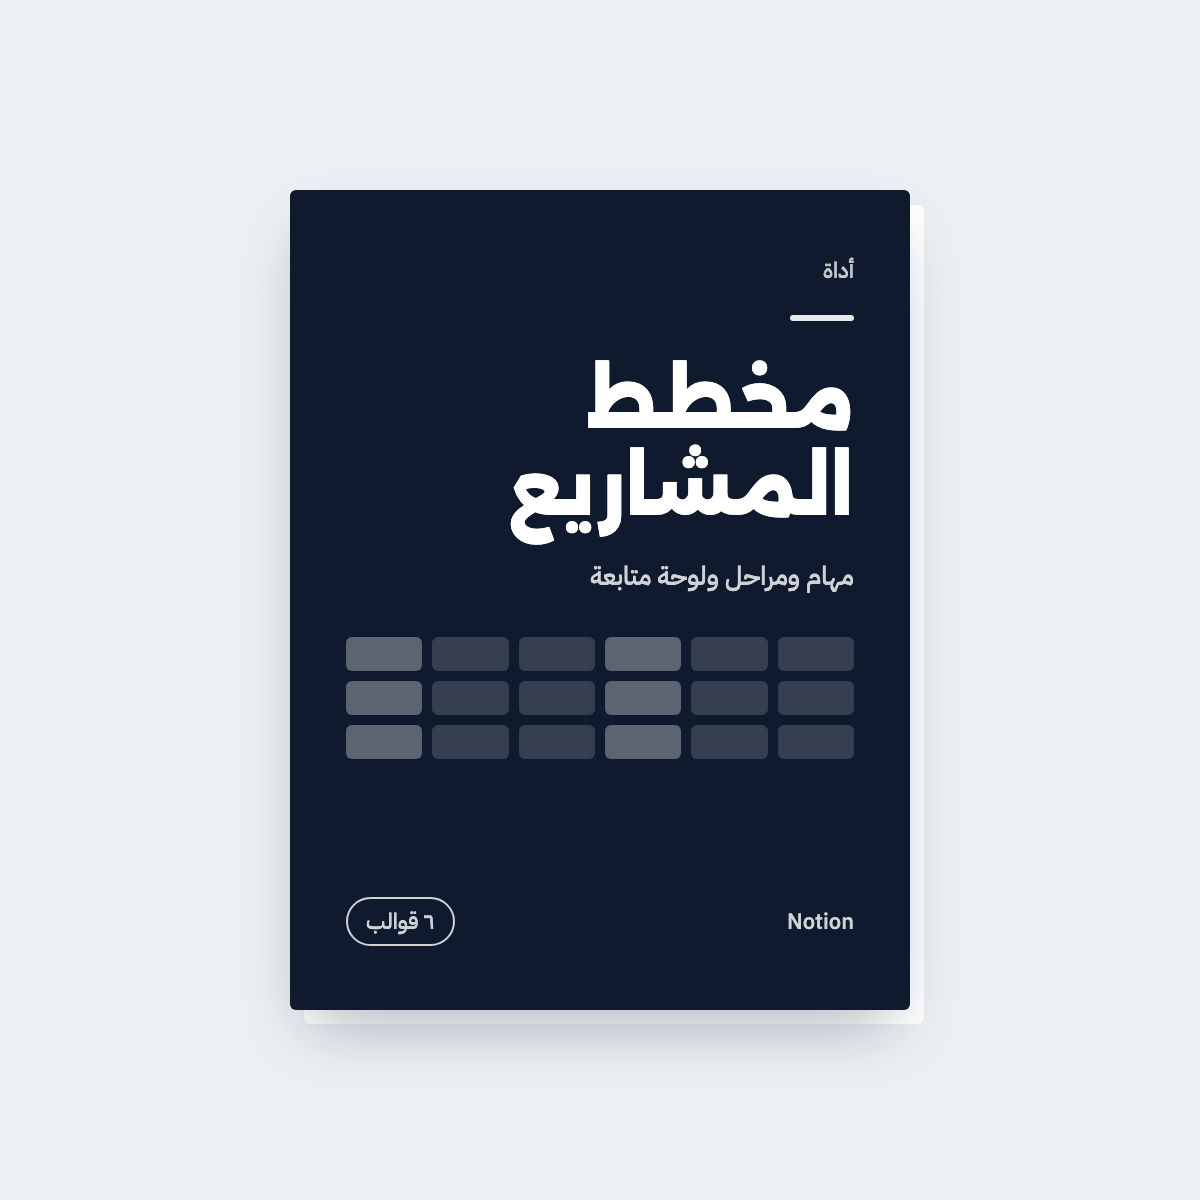 أداة
مخطط
المشاريع
مهام ومراحل ولوحة متابعة
Notion
٦ قوالب